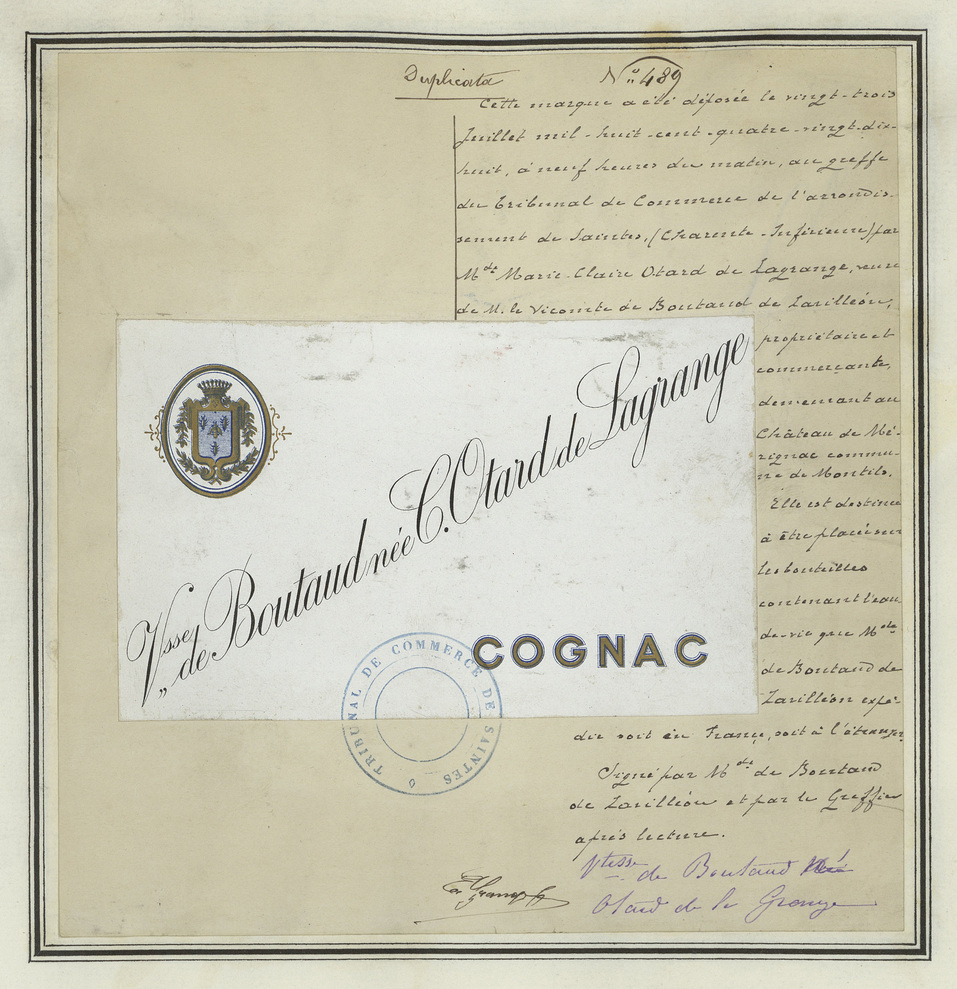 Duplicata
N° 489
Cette marque a été déposée le vingt-trois
Juillet mil-huit-cent-quatre-vingt-dix-
huit, à neuf heures du matin, au greffe
du Tribunal de Commerce de l'arrondis-
sement de Saintes, (Charente-Inférieure) par
Mde Marie-Claire Otard de Lagrange, veuve
de M. le Vicomte de Boutaud de Lavilléon,
propriétaire et
commerçante,
demeurant au
Château de Mé-
rignac commu-
ne de Montils.
Elle est destinée
à être placée sur
les bouteilles
contenant l'eau
de-vie que Mde
de Boutaud de
Lavilléon expé-
die soit en France, soit à l'étranger
Signé par Mde de Boutaud
de Lavilléon et par le Greffier
après lecture.
Vsse de Boutaud née C. Otard de Lagrange
COGNAC
TRIBUNAL DE COMMERCE DE SAINTES
Vtesse de Boutaud née
Otard de la Grange